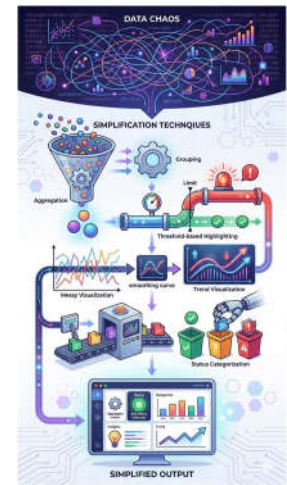 DATA CHAOS
SIMPLIFICATION TECHNQIUES
Grouping
Aggregation
Limit
Threshold-based Highlighting
Messy Visualization
smoothing curve
Trend Visualization
Status Categorization
SIMPLIFIED OUTPUT